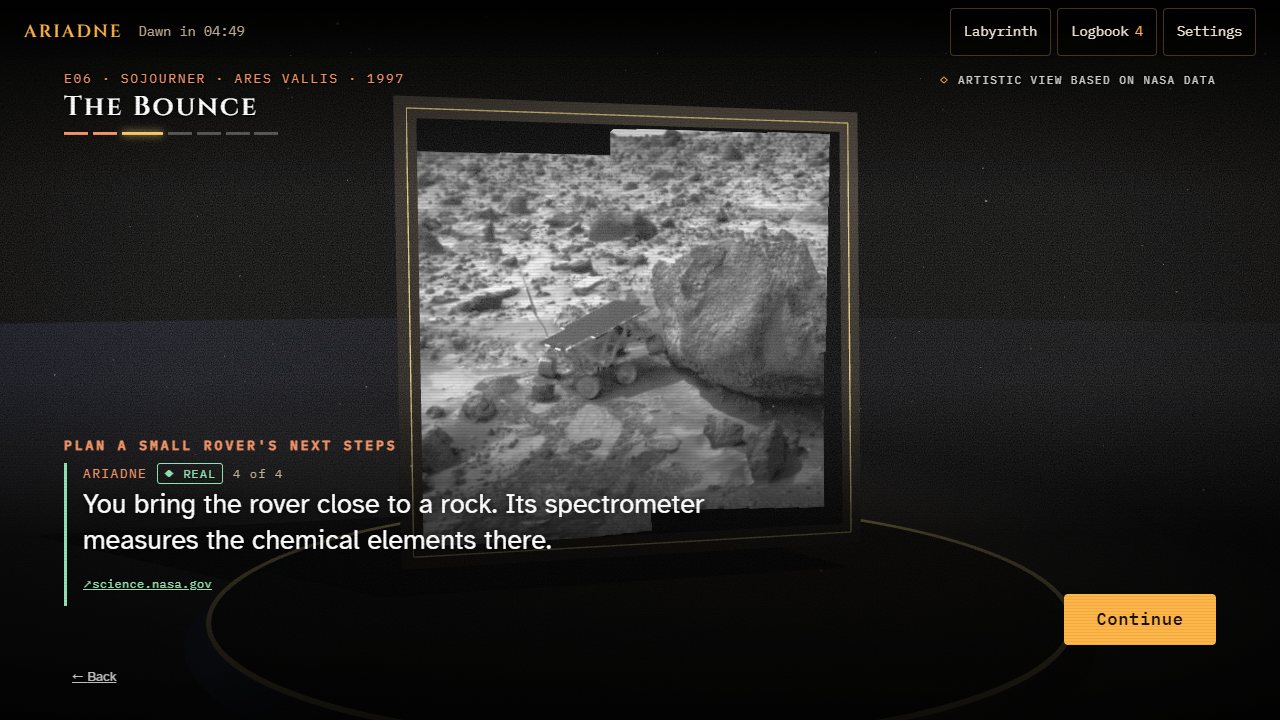 ARIADNE Dawn in 04:49 Labyrinth Logbook 4 Settings
E06 · SOJOURNER · ARES VALLIS · 1997
◇ ARTISTIC VIEW BASED ON NASA DATA
The Bounce
PLAN A SMALL ROVER'S NEXT STEPS
ARIADNE ◆ REAL 4 of 4
You bring the rover close to a rock. Its spectrometer
measures the chemical elements there.
↗science.nasa.gov
Continue
← Back